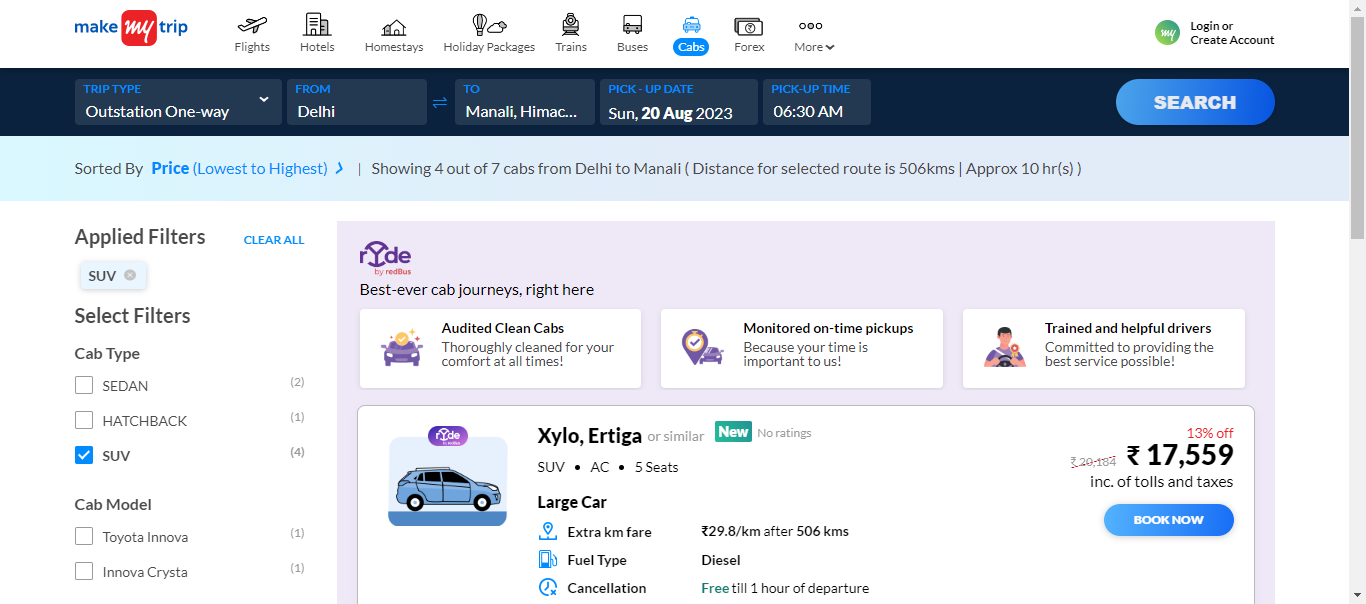 make my trip
Flights
Hotels
Homestays
Holiday Packages
Trains
Buses
Cabs
Forex
More
my
Login or
Create Account
TRIP TYPE
Outstation One-way
FROM
Delhi
TO
Manali, Himac...
PICK - UP DATE
Sun, 20 Aug 2023
PICK-UP TIME
06:30 AM
SEARCH
Sorted By Price (Lowest to Highest) | Showing 4 out of 7 cabs from Delhi to Manali ( Distance for selected route is 506kms | Approx 10 hr(s) )
Applied Filters
CLEAR ALL
SUV
Select Filters
Cab Type
SEDAN (2)
HATCHBACK (1)
SUV (4)
Cab Model
Toyota Innova (1)
Innova Crysta (1)
ryde
by redBus
Best-ever cab journeys, right here
Audited Clean Cabs
Thoroughly cleaned for your
comfort at all times!
Monitored on-time pickups
Because your time is
important to us!
Trained and helpful drivers
Committed to providing the
best service possible!
ryde
Xylo, Ertiga or similar New No ratings
SUV • AC • 5 Seats
Large Car
Extra km fare ₹29.8/km after 506 kms
Fuel Type Diesel
Cancellation Free till 1 hour of departure
13% off
₹ 20,184 ₹ 17,559
inc. of tolls and taxes
BOOK NOW